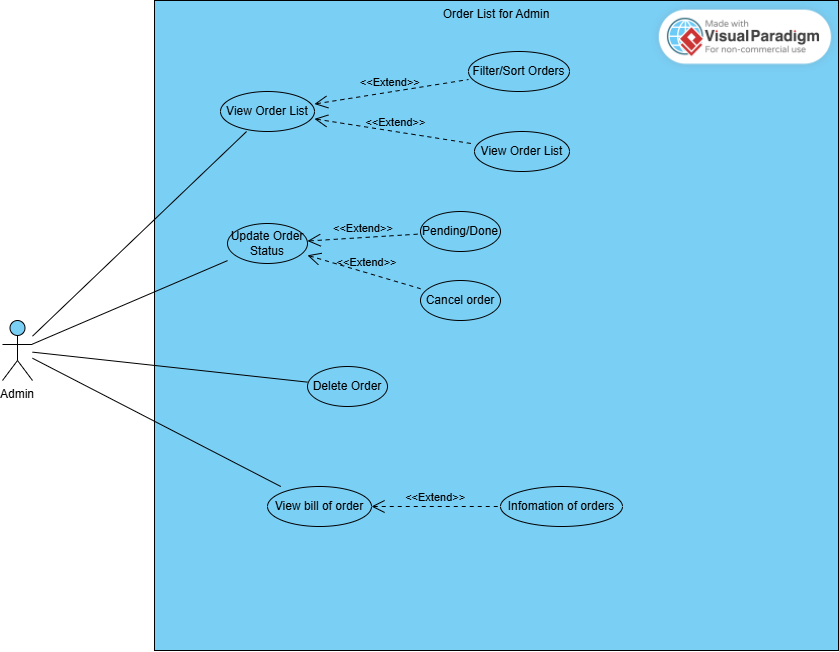 Order List for Admin
Made with
Visual Paradigm
For non-commercial use
Filter/Sort Orders
<<Extend>>
View Order List
<<Extend>>
View Order List
Update Order
Status
<<Extend>>
Pending/Done
<<Extend>>
Cancel order
Admin
Delete Order
View bill of order
<<Extend>>
Infomation of orders